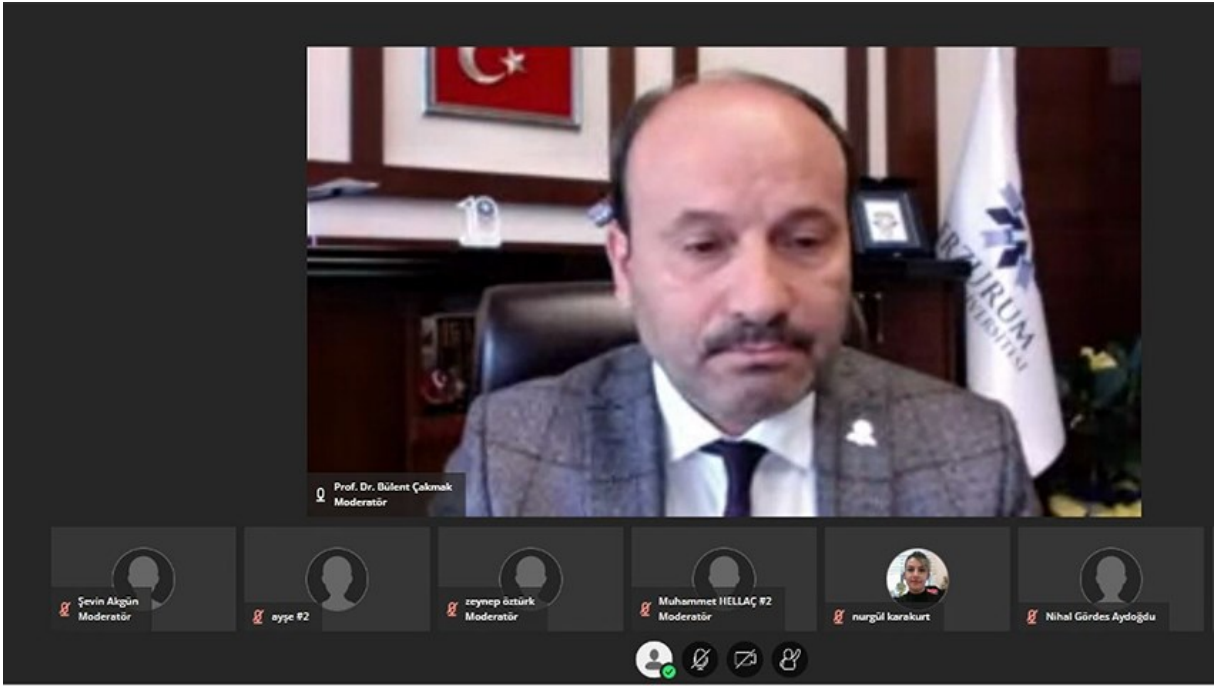 ERZURUM
Prof. Dr. Bülent Çakmak
Moderatör
Şevin Akgün
Moderatör
ayşe #2
zeynep öztürk
Moderatör
Muhammet HELLAÇ #2
Moderatör
nurgül karakurt
Nihal Gördes Aydoğdu